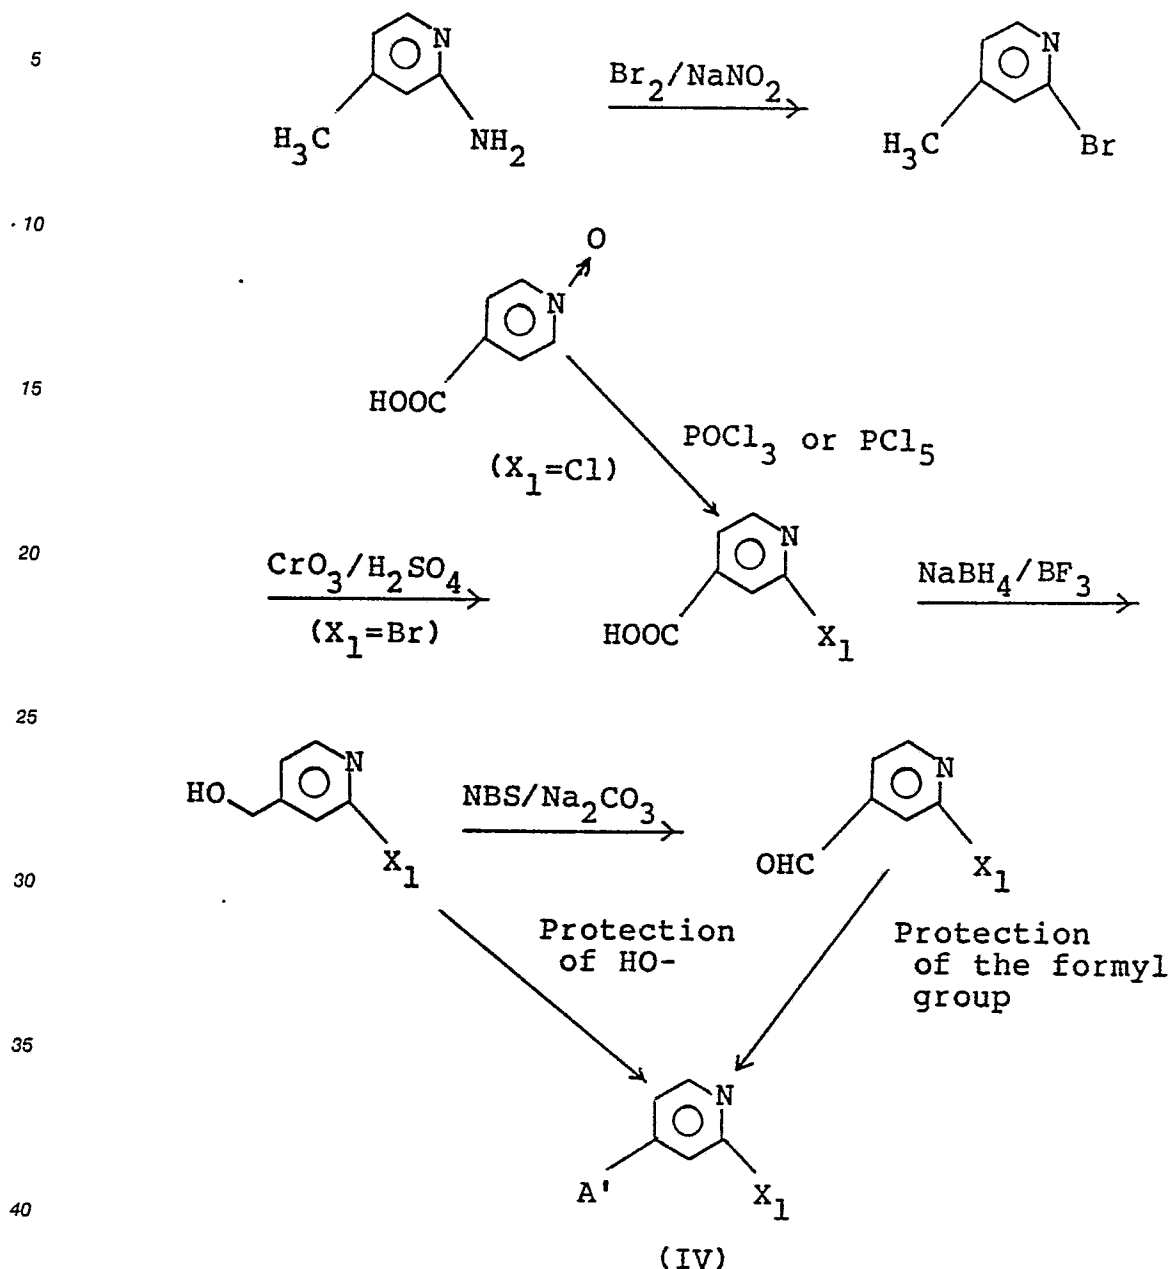 5
N
H₃C
NH₂
Br₂/NaNO₂
N
H₃C
Br
10
O
N
HOOC
15
(X₁=Cl)
POCl₃ or PCl₅
20
CrO₃/H₂SO₄
(X₁=Br)
N
HOOC
X₁
NaBH₄/BF₃
25
HO
N
X₁
NBS/Na₂CO₃
N
OHC
X₁
30
Protection
of HO-
Protection
of the formyl
group
35
N
A'
X₁
40
(IV)